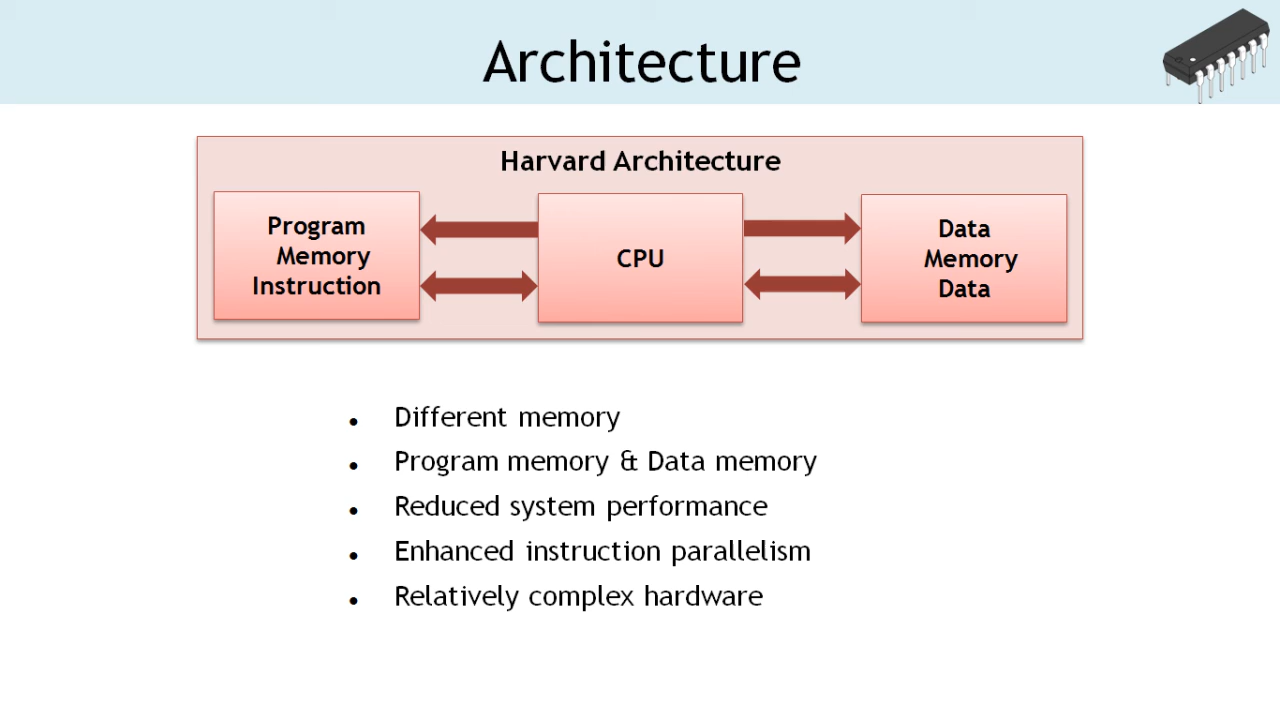 Architecture
Harvard Architecture
Program
Memory
Instruction
CPU
Data
Memory
Data
• Different memory
• Program memory & Data memory
• Reduced system performance
• Enhanced instruction parallelism
• Relatively complex hardware